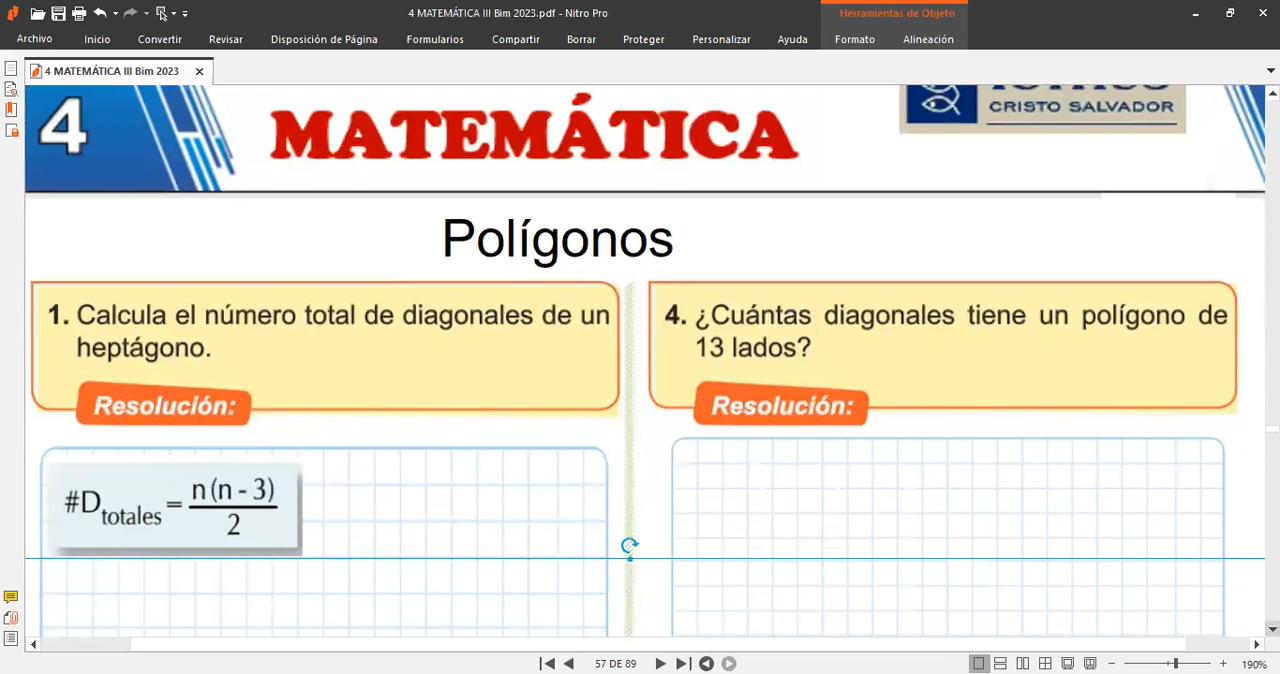 4 MATEMÁTICA III Bim 2023.pdf - Nitro Pro
Herramientas de Objeto
Archivo Inicio Convertir Revisar Disposición de Página Formularios Compartir Borrar Proteger Personalizar Ayuda Formato Alineación
4 MATEMÁTICA III Bim 2023
4
MATEMÁTICA
CRISTO SALVADOR
Polígonos
1. Calcula el número total de diagonales de un
heptágono.
Resolución:
#D totales = n(n - 3)
2
4. ¿Cuántas diagonales tiene un polígono de
13 lados?
Resolución:
57 DE 89
190%